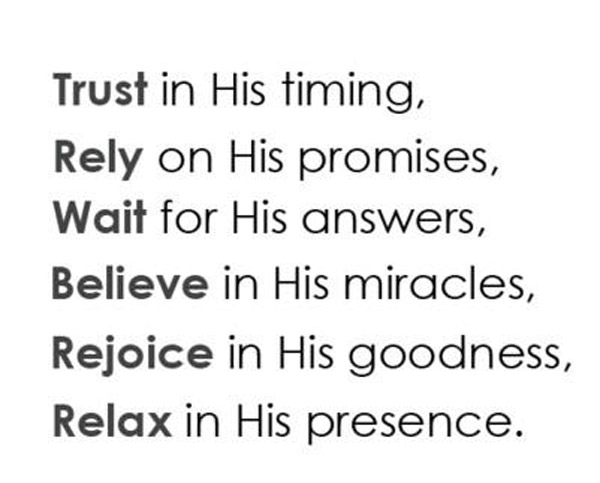 Trust in His timing,
Rely on His promises,
Wait for His answers,
Believe in His miracles,
Rejoice in His goodness,
Relax in His presence.